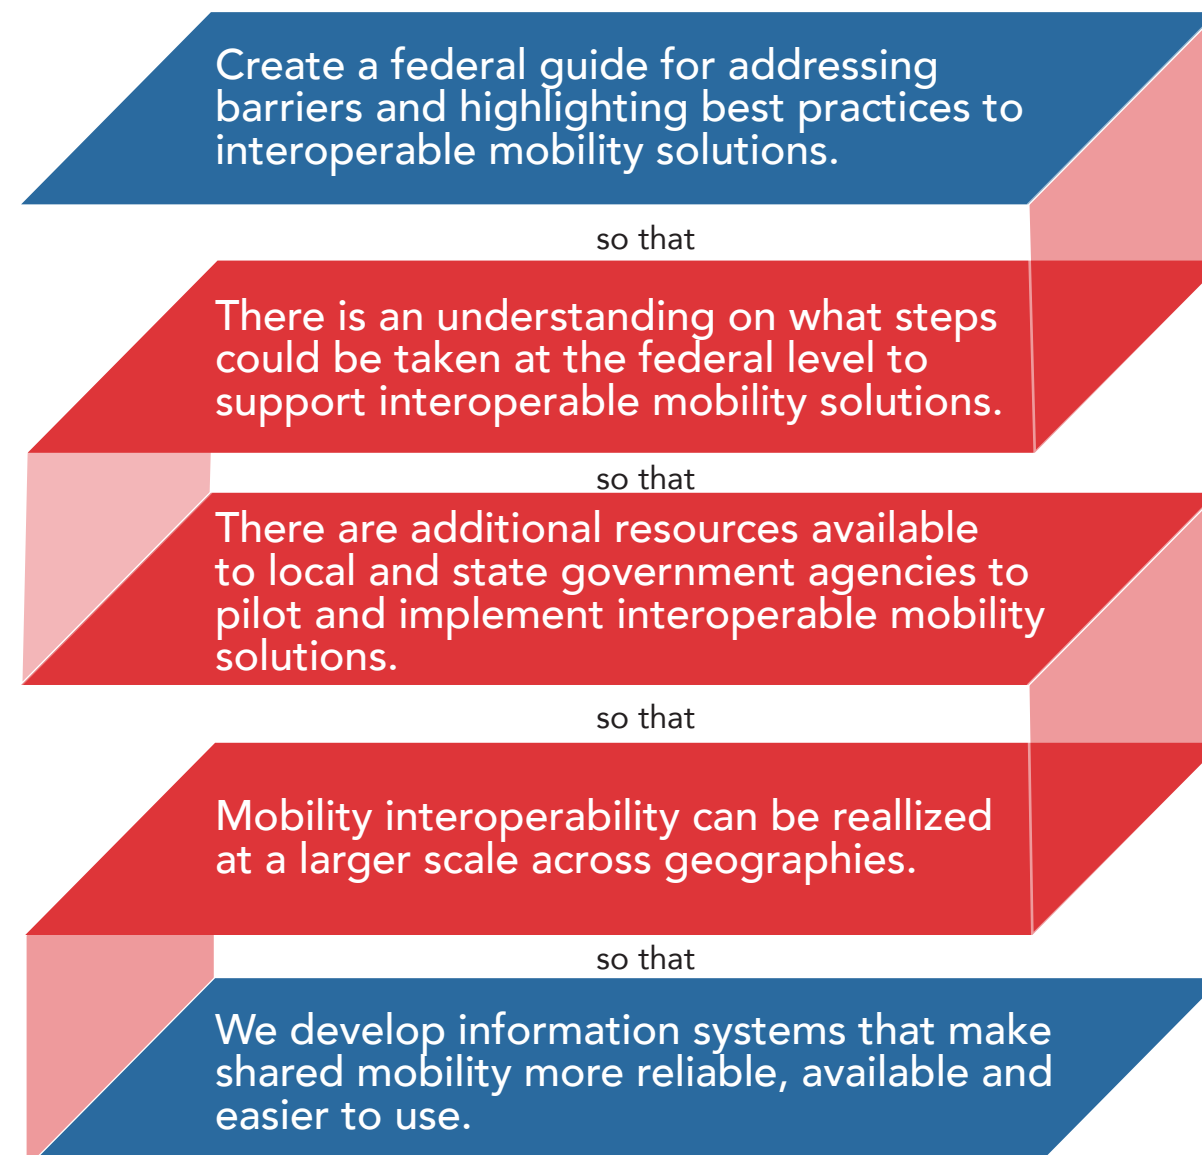 Create a federal guide for addressing
barriers and highlighting best practices to
interoperable mobility solutions.
so that
There is an understanding on what steps
could be taken at the federal level to
support interoperable mobility solutions.
so that
There are additional resources available
to local and state government agencies to
pilot and implement interoperable mobility
solutions.
so that
Mobility interoperability can be reallized
at a larger scale across geographies.
so that
We develop information systems that make
shared mobility more reliable, available and
easier to use.